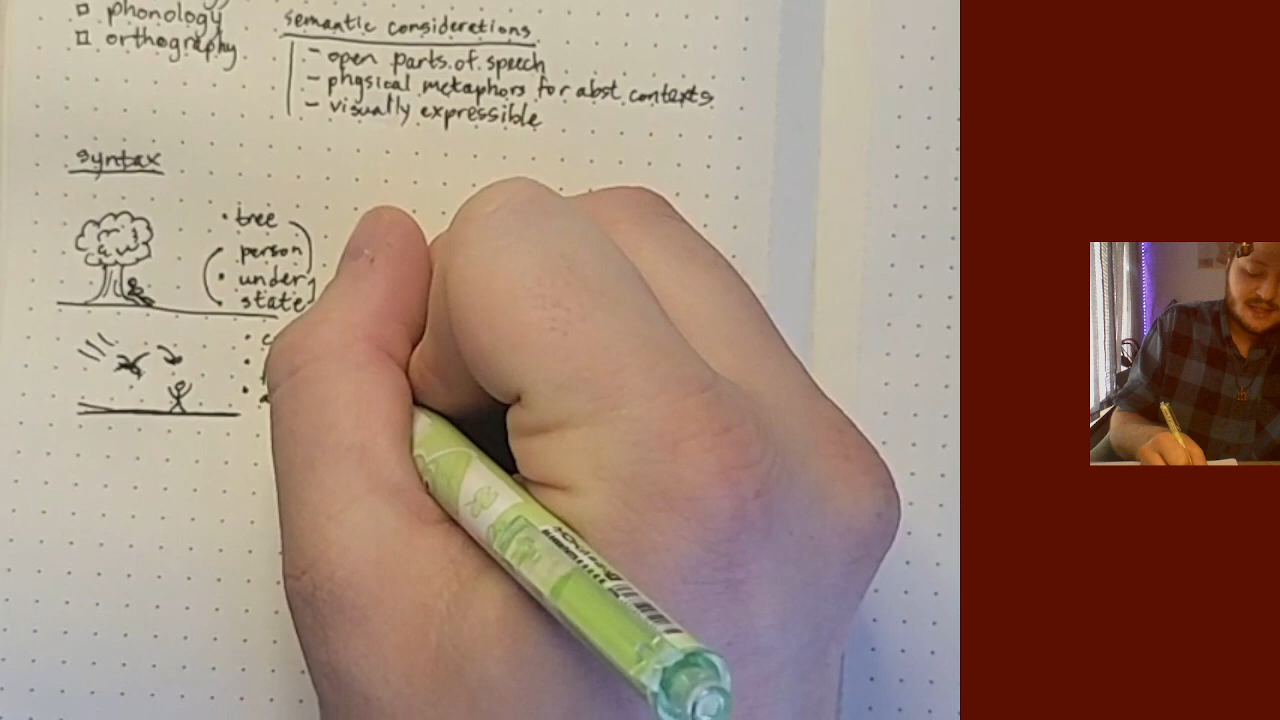 phonology
orthography
semantic considerations
- open parts of speech
- physical metaphors for abst. contexts
- visually expressible
syntax
• tree
person
• under
state